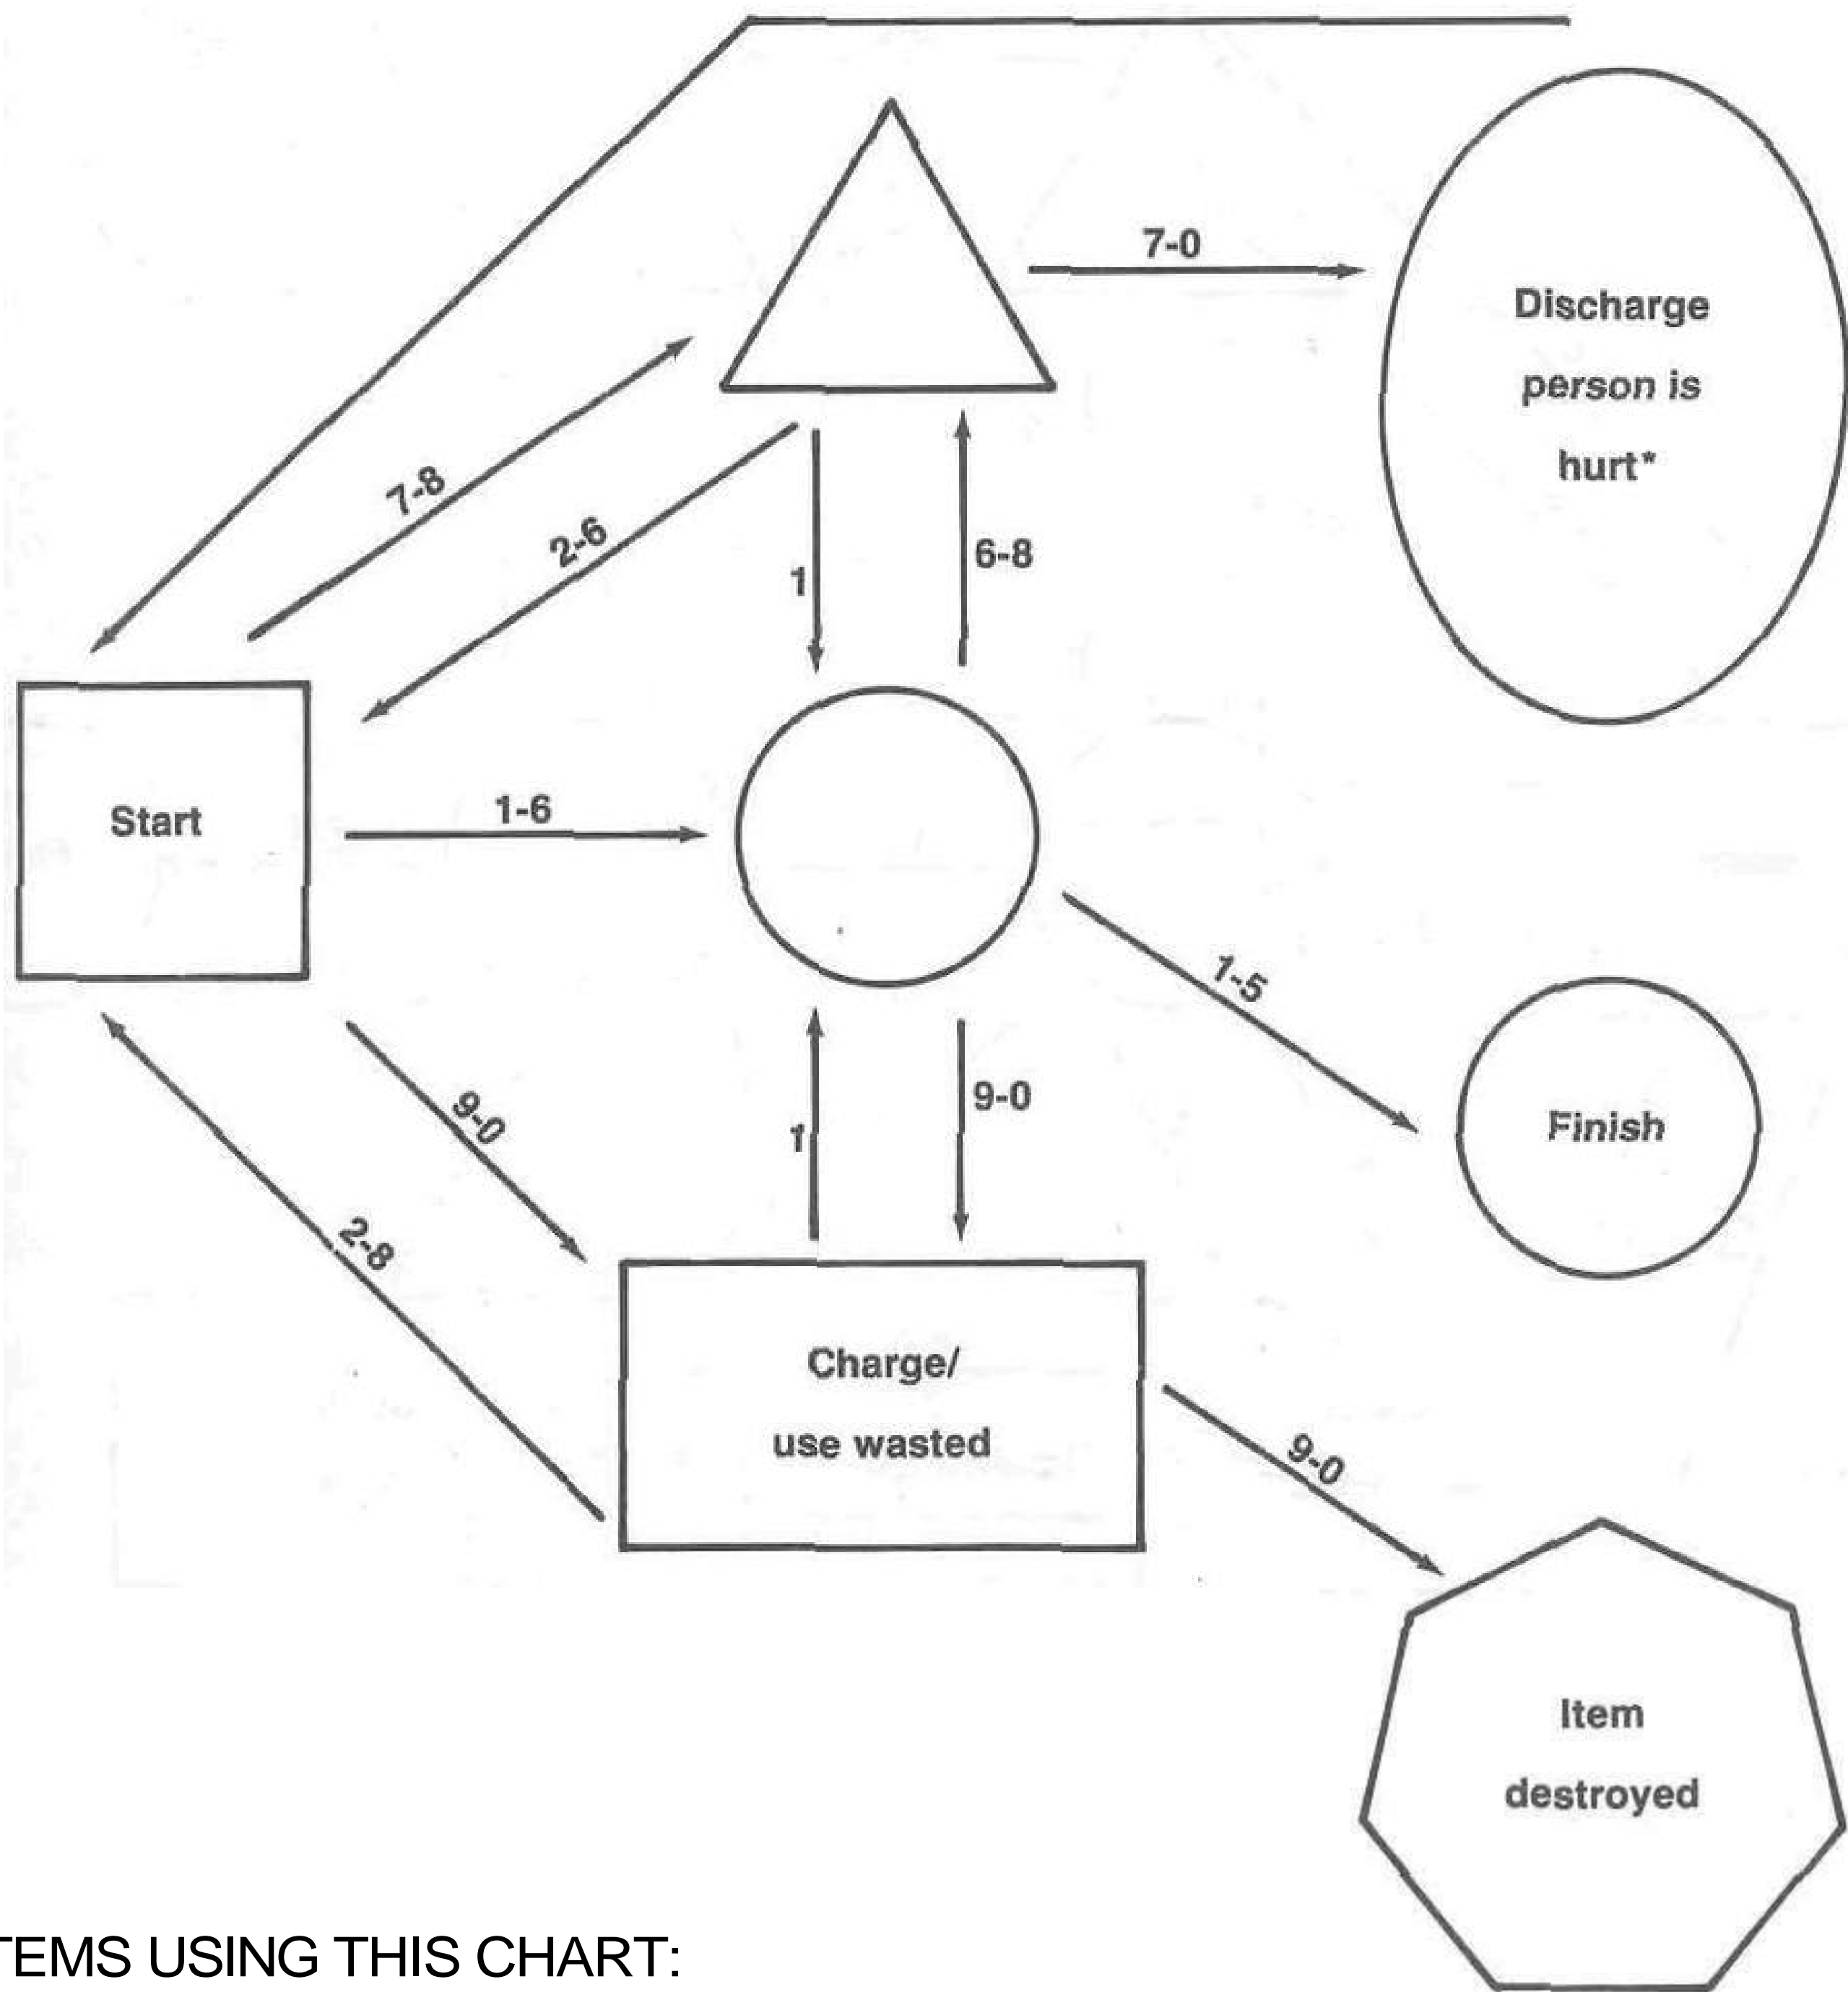 7-0
Discharge
person is
hurt*
7-8
2-6
1
6-8
Start
1-6
1-5
9-0
1
9-0
Finish
2-8
Charge/
use wasted
9-0
Item
destroyed
TEMS USING THIS CHART: